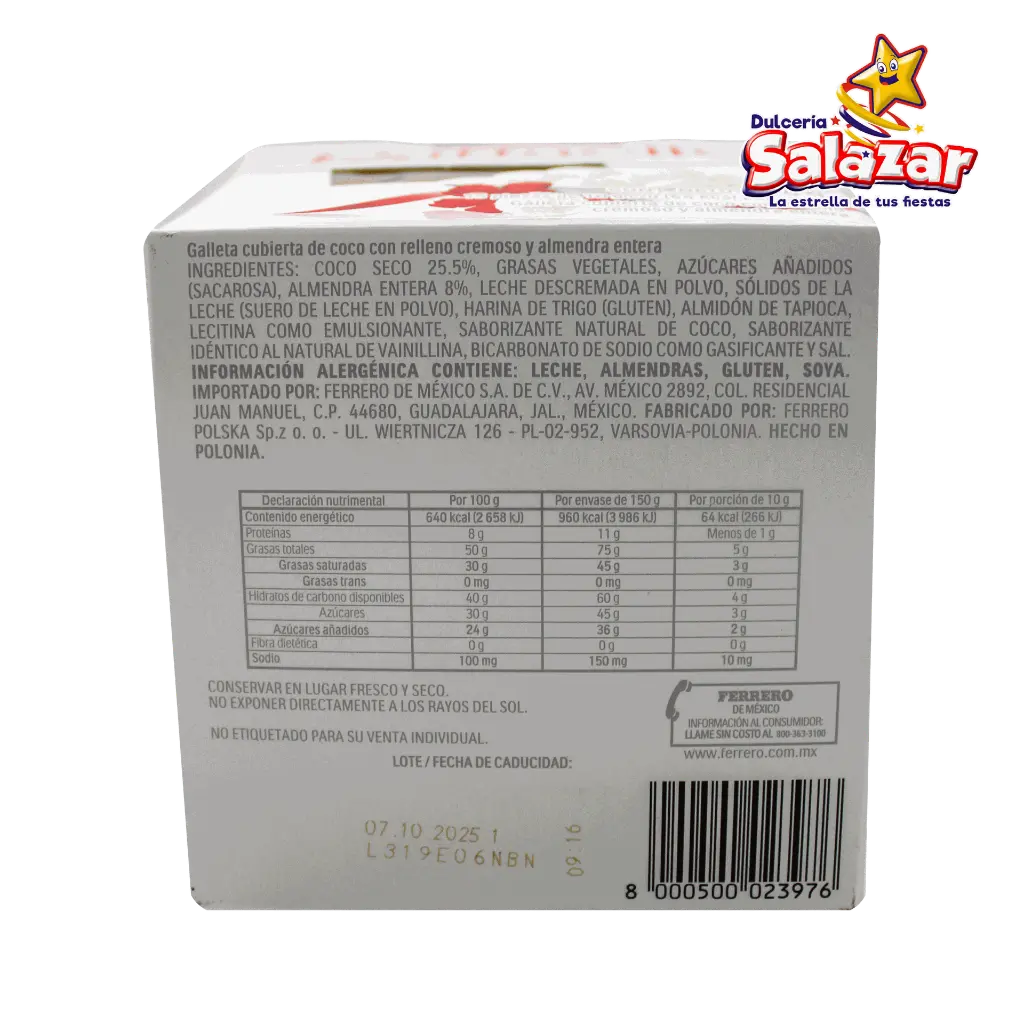 Dulcería
Salazar
La estrella de tus fiestas
Galleta cubierta de coco con relleno cremoso y almendra entera
INGREDIENTES: COCO SECO 25.5%, GRASAS VEGETALES, AZÚCARES AÑADIDOS
(SACAROSA), ALMENDRA ENTERA 8%, LECHE DESCREMADA EN POLVO, SÓLIDOS DE LA
LECHE (SUERO DE LECHE EN POLVO), HARINA DE TRIGO (GLUTEN), ALMIDÓN DE TAPIOCA,
LECITINA COMO EMULSIONANTE, SABORIZANTE NATURAL DE COCO, SABORIZANTE
IDÉNTICO AL NATURAL DE VAINILLINA, BICARBONATO DE SODIO COMO GASIFICANTE Y SAL.
INFORMACIÓN ALERGÉNICA CONTIENE: LECHE, ALMENDRAS, GLUTEN, SOYA.
IMPORTADO POR: FERRERO DE MÉXICO S.A. DE C.V., AV. MÉXICO 2892, COL. RESIDENCIAL
JUAN MANUEL, C.P. 44680, GUADALAJARA, JAL., MÉXICO. FABRICADO POR: FERRERO
POLSKA Sp.z o. o. - UL. WIERTNICZA 126 - PL-02-952, VARSOVIA-POLONIA. HECHO EN
POLONIA.
Declaración nutrimental Por 100 g Por envase de 150 g Por porción de 10 g
Contenido energético 640 kcal (2 658 kJ) 960 kcal (3 986 kJ) 64 kcal (266 kJ)
Proteínas 8 g 11 g Menos de 1 g
Grasas totales 50 g 75 g 5 g
Grasas saturadas 30 g 45 g 3 g
Grasas trans 0 mg 0 mg 0 mg
Hidratos de carbono disponibles 40 g 60 g 4 g
Azúcares 30 g 45 g 3 g
Azúcares añadidos 24 g 36 g 2 g
Fibra dietética 0 g 0 g 0 g
Sodio 100 mg 150 mg 10 mg
CONSERVAR EN LUGAR FRESCO Y SECO.
NO EXPONER DIRECTAMENTE A LOS RAYOS DEL SOL.
NO ETIQUETADO PARA SU VENTA INDIVIDUAL.
FERRERO
DE MÉXICO
INFORMACIÓN AL CONSUMIDOR:
LLAME SIN COSTO AL 800-363-3100
www.ferrero.com.mx
LOTE / FECHA DE CADUCIDAD:
07.10 2025 1
L319E06NBN
09:16
8 000500 023976